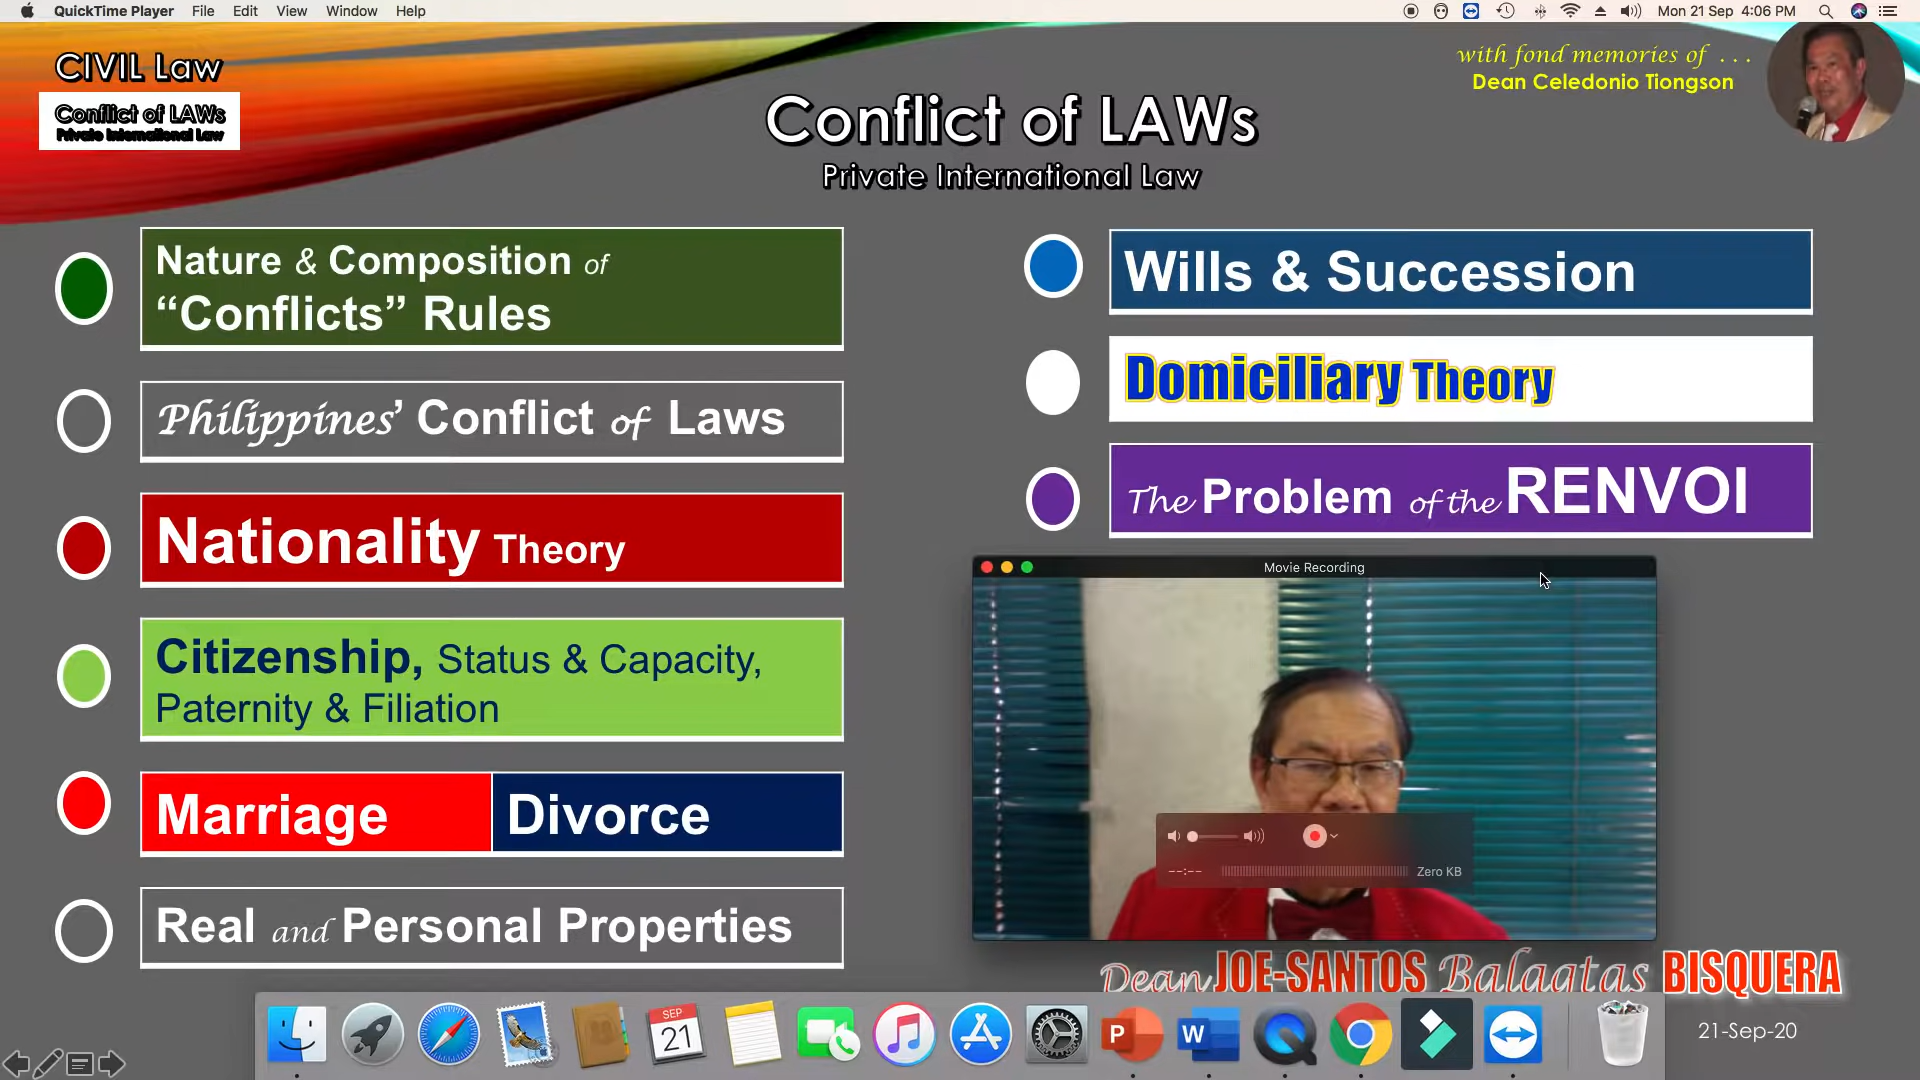 QuickTime Player File Edit View Window Help
Mon 21 Sep 4:06 PM
CIVIL Law
Conflict of LAWs
Private International Law
with fond memories of . . .
Dean Celedonio Tiongson
Conflict of LAWs
Private International Law
Nature & Composition of
“Conflicts” Rules
Philippines’ Conflict of Laws
Nationality Theory
Citizenship, Status & Capacity,
Paternity & Filiation
Marriage
Divorce
Real and Personal Properties
Wills & Succession
Domiciliary Theory
The Problem of the RENVOI
Movie Recording
--:--
Zero KB
Dean JOE-SANTOS Balagtas BISQUERA
SEP
21
P
W
21-Sep-20